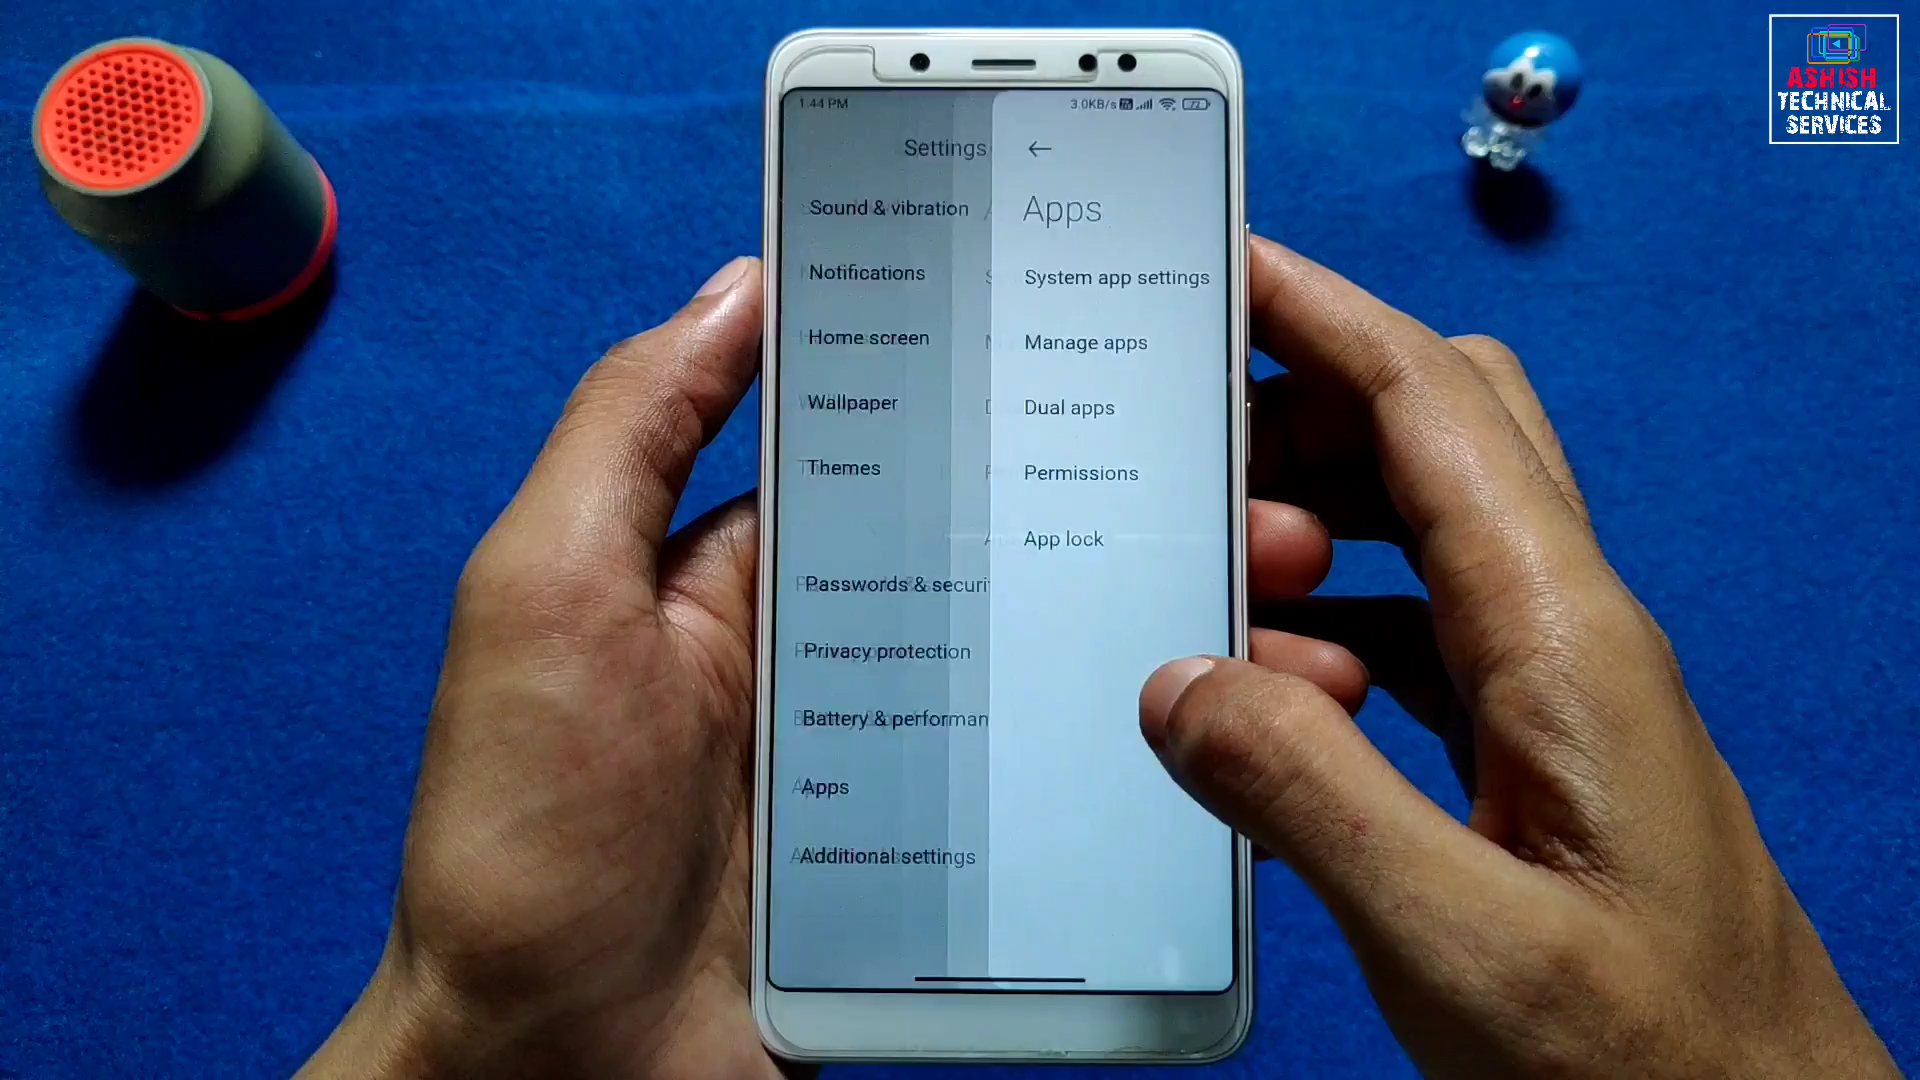 1:44 PM
3.0KB/s
72
Settings
Sound & vibration
Notifications
Home screen
Wallpaper
Themes
Passwords & securi
Privacy protection
Battery & performan
Apps
Additional settings
←
Apps
System app settings
Manage apps
Dual apps
Permissions
App lock
ASHISH
TECHNICAL
SERVICES